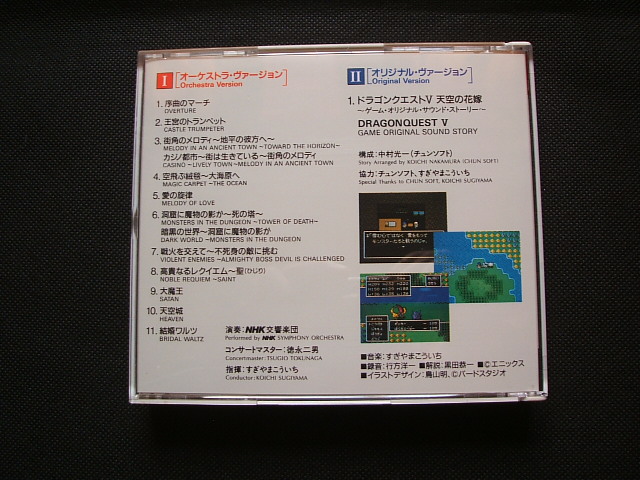 I [オーケストラ・ヴァージョン]
Orchestra Version
1. 序曲のマーチ
OVERTURE
2. 王宮のトランペット
CASTLE TRUMPETER
3. 街角のメロディ～地平の彼方へ～
MELODY IN AN ANCIENT TOWN～TOWARD THE HORIZON～
カジノ都市～街は生きている～街角のメロディ
CASINO～LIVELY TOWN～MELODY IN AN ANCIENT TOWN
4. 空飛ぶ絨毯～大海原へ
MAGIC CARPET～THE OCEAN
5. 愛の旋律
MELODY OF LOVE
6. 洞窟に魔物の影が～死の塔～
MONSTERS IN THE DUNGEON～TOWER OF DEATH～
暗黒の世界～洞窟に魔物の影が
DARK WORLD～MONSTERS IN THE DUNGEON
7. 戦火を交えて～不死身の敵に挑む
VIOLENT ENEMIES～ALMIGHTY BOSS DEVIL IS CHALLENGED
8. 高貴なるレクイエム～聖(ひじり)
NOBLE REQUIEM～SAINT
9. 大魔王
SATAN
10. 天空城
HEAVEN
11. 結婚ワルツ
BRIDAL WALTZ
演奏:NHK交響楽団
Performed by NHK SYMPHONY ORCHESTRA
コンサートマスター:徳永二男
Concertmaster: TSUGIO TOKUNAGA
指揮:すぎやまこういち
Conductor: KOICHI SUGIYAMA
II [オリジナル・ヴァージョン]
Original Version
1. ドラゴンクエストV 天空の花嫁
～ゲーム・オリジナル・サウンド・ストーリー～
DRAGONQUEST V
GAME ORIGINAL SOUND STORY
構成:中村光一(チュンソフト)
Story Arranged by KOICHI NAKAMURA (CHUN SOFT)
協力:チュンソフト、すぎやまこういち
Special Thanks to CHUN SOFT, KOICHI SUGIYAMA
■音楽:すぎやまこういち
■録音:行方洋一 ■解説:黒田恭一 ■©エニックス
■イラストデザイン:鳥山明、©バードスタジオ